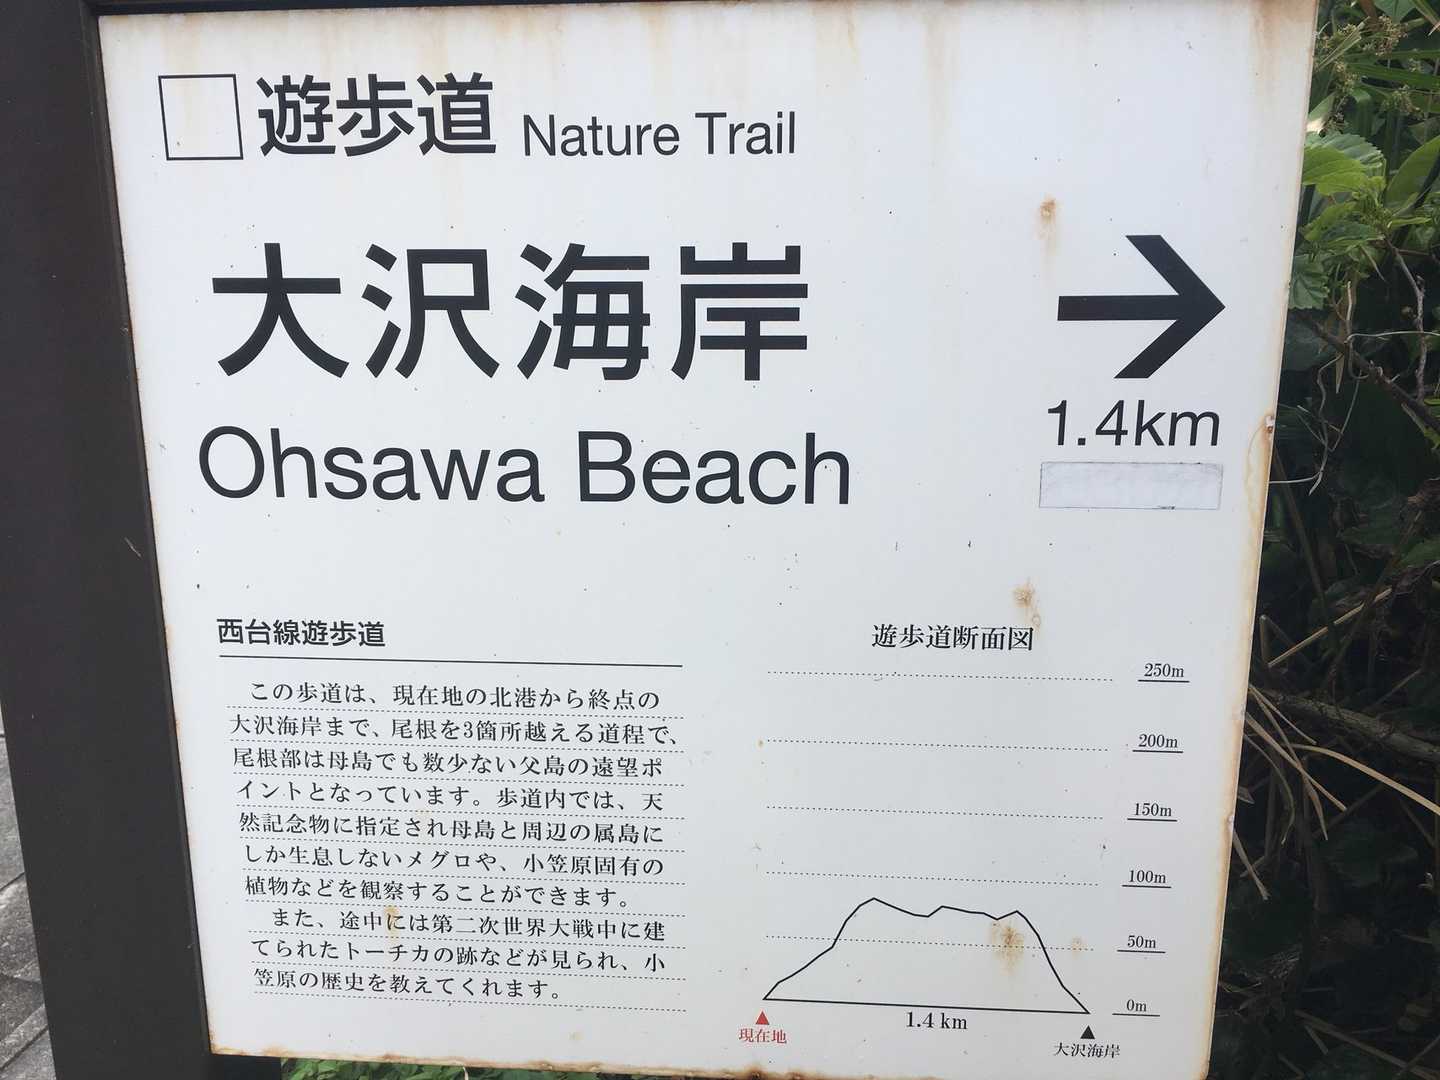 遊歩道 Nature Trail
大沢海岸
Ohsawa Beach
1.4km
西台線遊歩道
この歩道は、現在地の北港から終点の
大沢海岸まで、尾根を3箇所越える道程で、
尾根部は母島でも数少ない父島の遠望ポ
イントとなっています。歩道内では、天
然記念物に指定され母島と周辺の属島に
しか生息しないメグロや、小笠原固有の
植物などを観察することができます。
また、途中には第二次世界大戦中に建
てられたトーチカの跡などが見られ、小
笠原の歴史を教えてくれます。
遊歩道断面図
250m
200m
150m
100m
50m
0m
1.4 km
現在地
大沢海岸